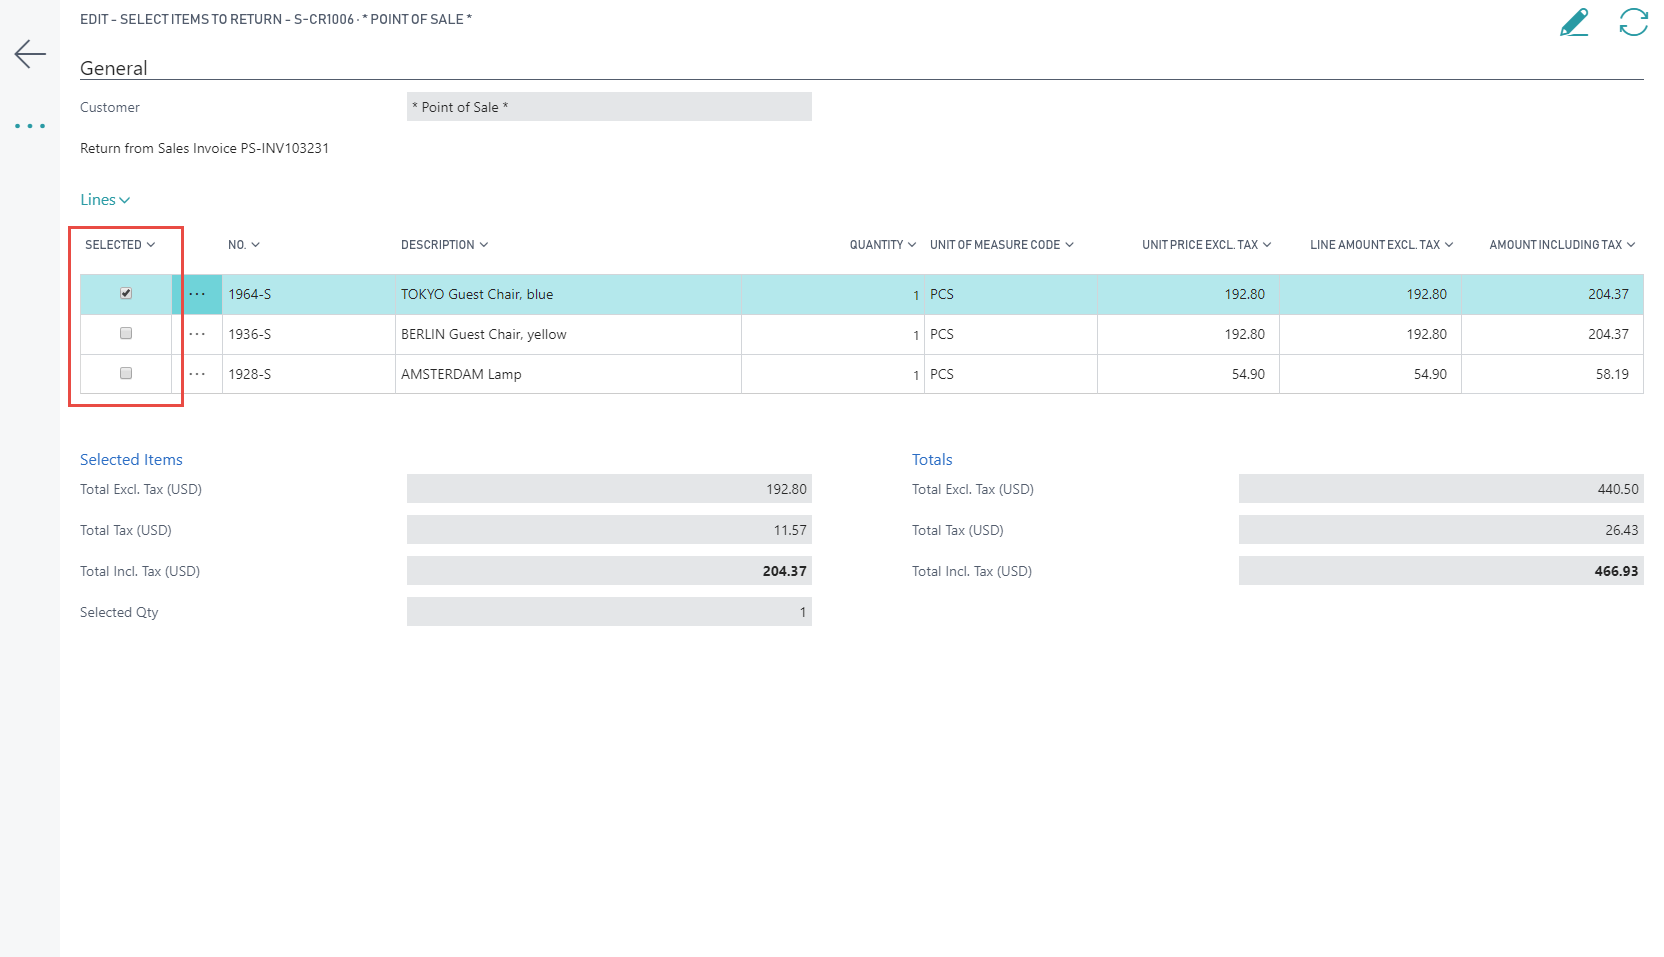 EDIT - SELECT ITEMS TO RETURN - S-CR1006 · * POINT OF SALE *
General
Customer * Point of Sale *
Return from Sales Invoice PS-INV103231
Lines
SELECTED NO. DESCRIPTION QUANTITY UNIT OF MEASURE CODE UNIT PRICE EXCL. TAX LINE AMOUNT EXCL. TAX AMOUNT INCLUDING TAX
1964-S TOKYO Guest Chair, blue 1 PCS 192.80 192.80 204.37
1936-S BERLIN Guest Chair, yellow 1 PCS 192.80 192.80 204.37
1928-S AMSTERDAM Lamp 1 PCS 54.90 54.90 58.19
Selected Items
Total Excl. Tax (USD) 192.80
Total Tax (USD) 11.57
Total Incl. Tax (USD) 204.37
Selected Qty 1
Totals
Total Excl. Tax (USD) 440.50
Total Tax (USD) 26.43
Total Incl. Tax (USD) 466.93